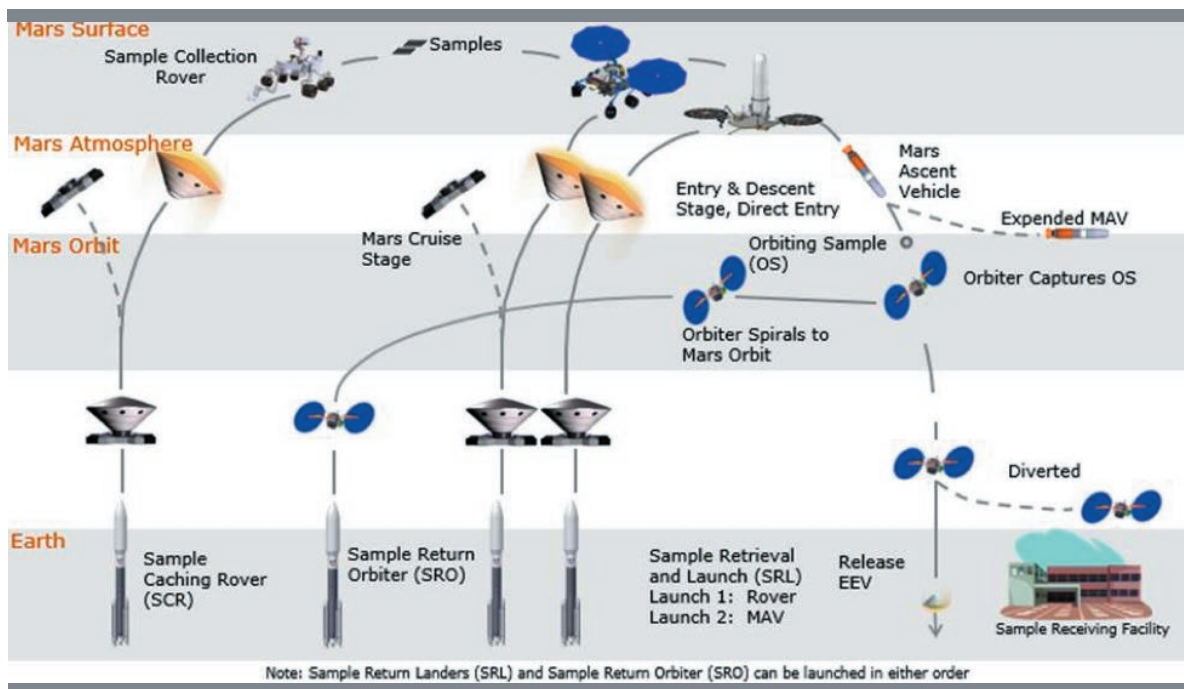 Mars Surface
Sample Collection
Rover
Samples
Mars Atmosphere
Mars
Ascent
Vehicle
Entry & Descent
Stage, Direct Entry
Expended MAV
Mars Orbit
Mars Cruise
Stage
Orbiting Sample
(OS)
Orbiter Captures OS
Orbiter Spirals to
Mars Orbit
Diverted
Earth
Sample
Caching Rover
(SCR)
Sample Return
Orbiter (SRO)
Sample Retrieval
and Launch (SRL)
Launch 1: Rover
Launch 2: MAV
Release
EEV
Sample Receiving Facility
Note: Sample Return Landers (SRL) and Sample Return Orbiter (SRO) can be launched in either order